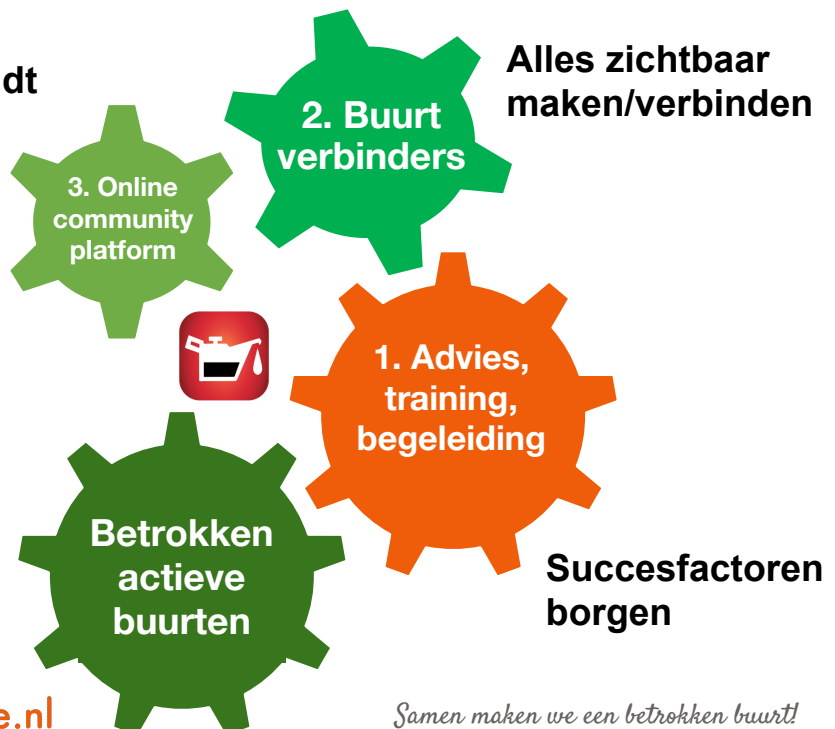 dt
Alles zichtbaar
maken/verbinden
2. Buurt
verbinders
3. Online
community
platform
1. Advies,
training,
begeleiding
Betrokken
actieve
buurten
Succesfactoren
borgen
e.nl
Samen maken we een betrokken buurt!